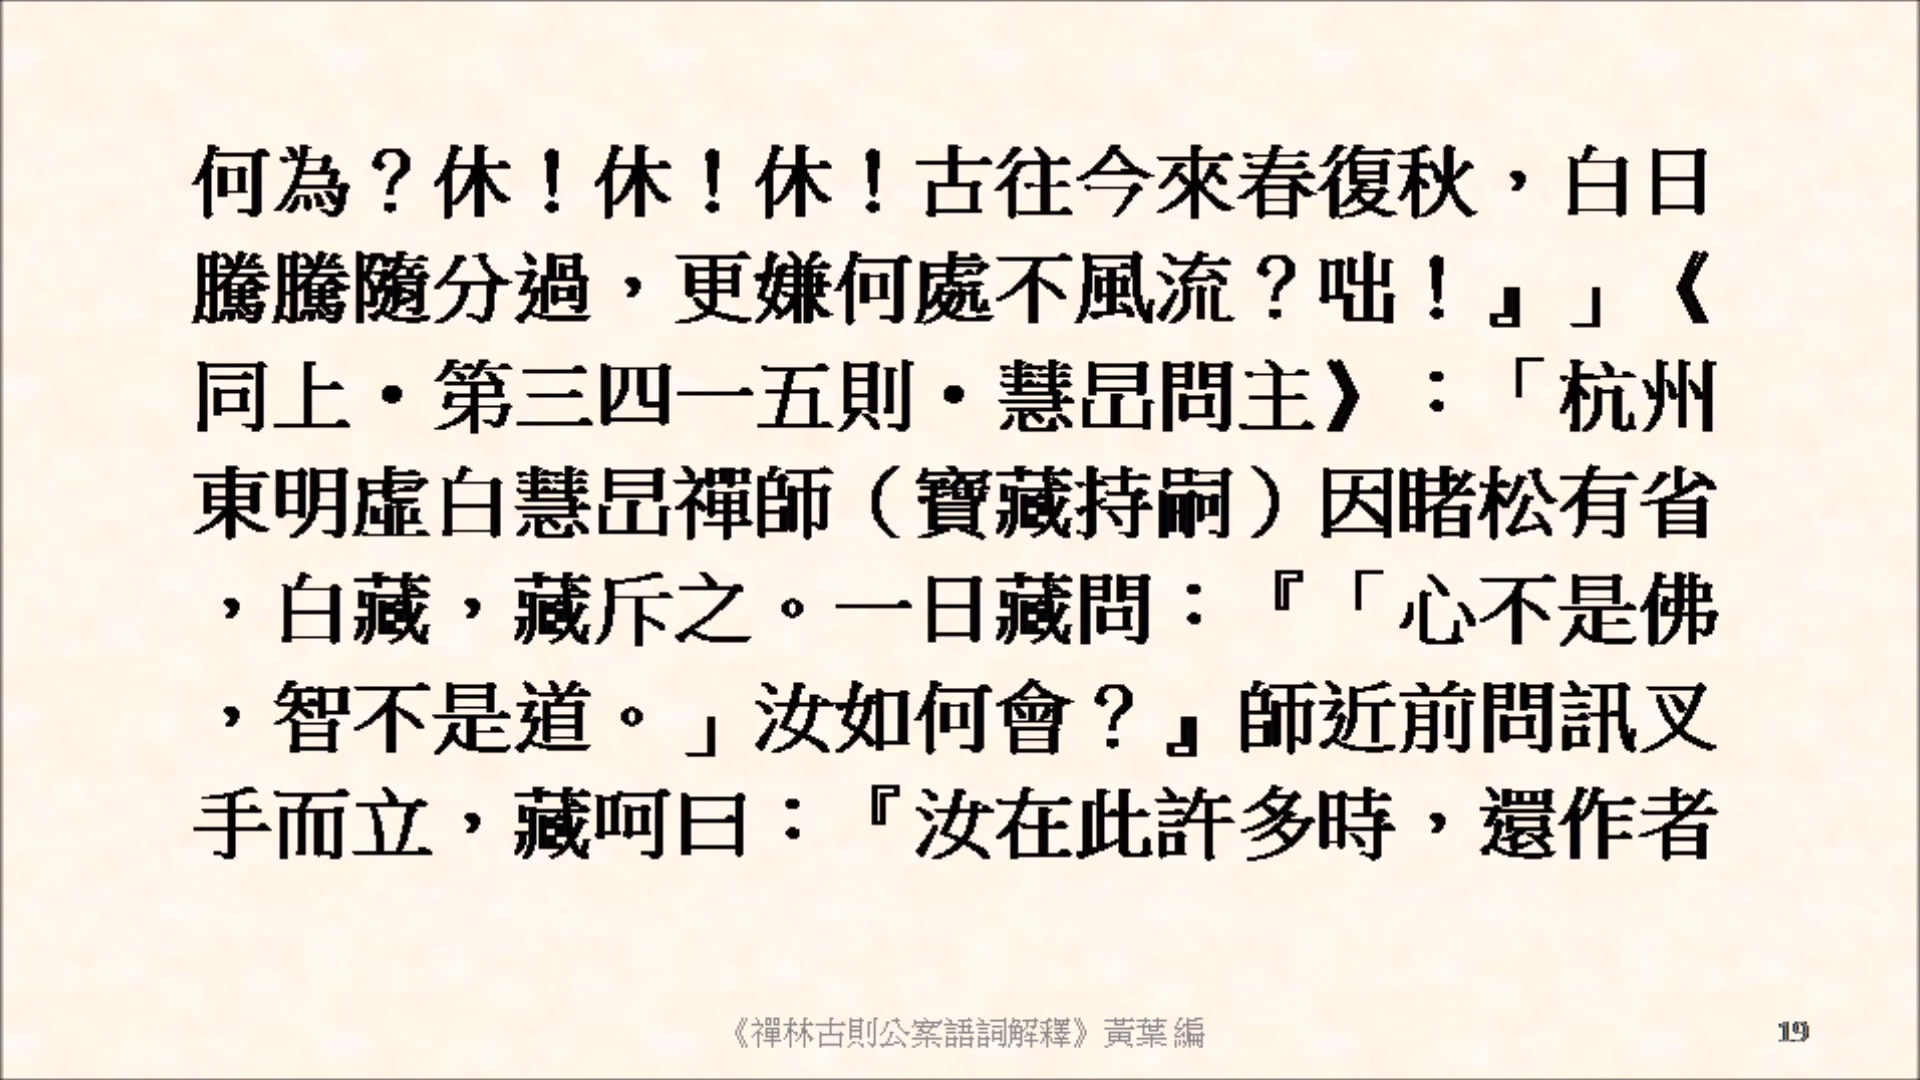 何為？休！休！休！古往今來春復秋，白日
騰騰隨分過，更嫌何處不風流？咄！』」《
同上‧第三四一五則‧慧旵問主》：「杭州
東明虛白慧旵禪師（寶藏持嗣）因睹松有省
，白藏，藏斥之。一日藏問：『「心不是佛
，智不是道。」汝如何會？』師近前問訊叉
手而立，藏呵曰：『汝在此許多時，還作者
《禪林古則公案語詞解釋》黃葉 編
19